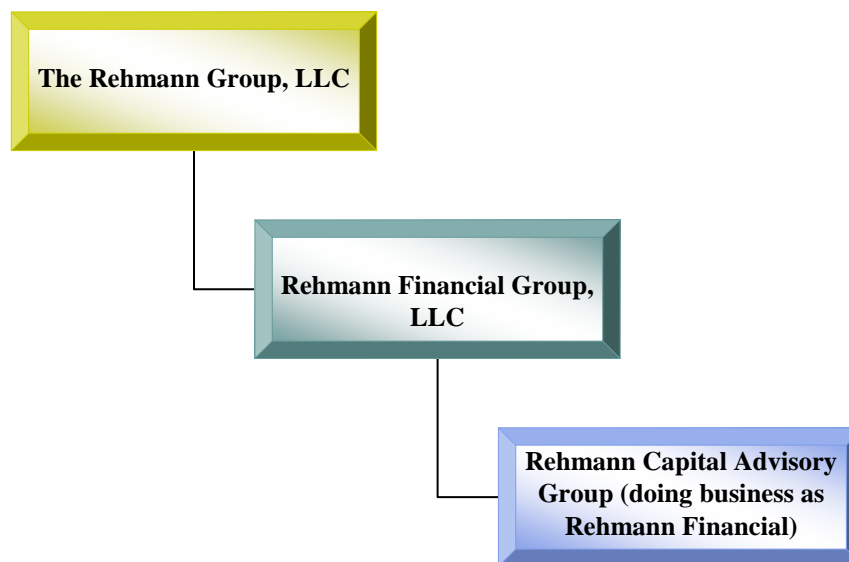 The Rehmann Group, LLC
Rehmann Financial Group,
LLC
Rehmann Capital Advisory
Group (doing business as
Rehmann Financial)